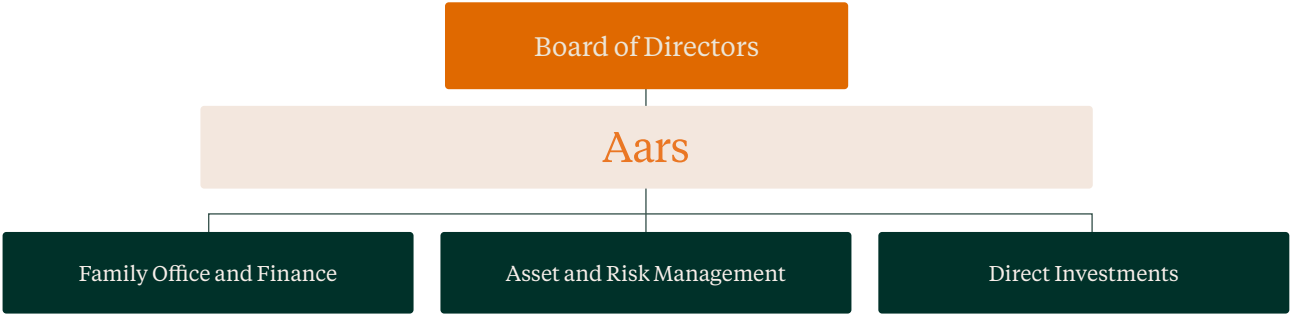 Board of Directors
Aars
Family Office and Finance
Asset and Risk Management
Direct Investments